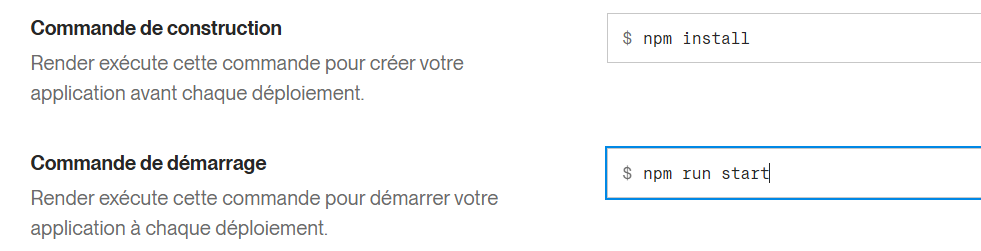 Commande de construction
$ npm install
Render exécute cette commande pour créer votre
application avant chaque déploiement.
Commande de démarrage
$ npm run start
Render exécute cette commande pour démarrer votre
application à chaque déploiement.